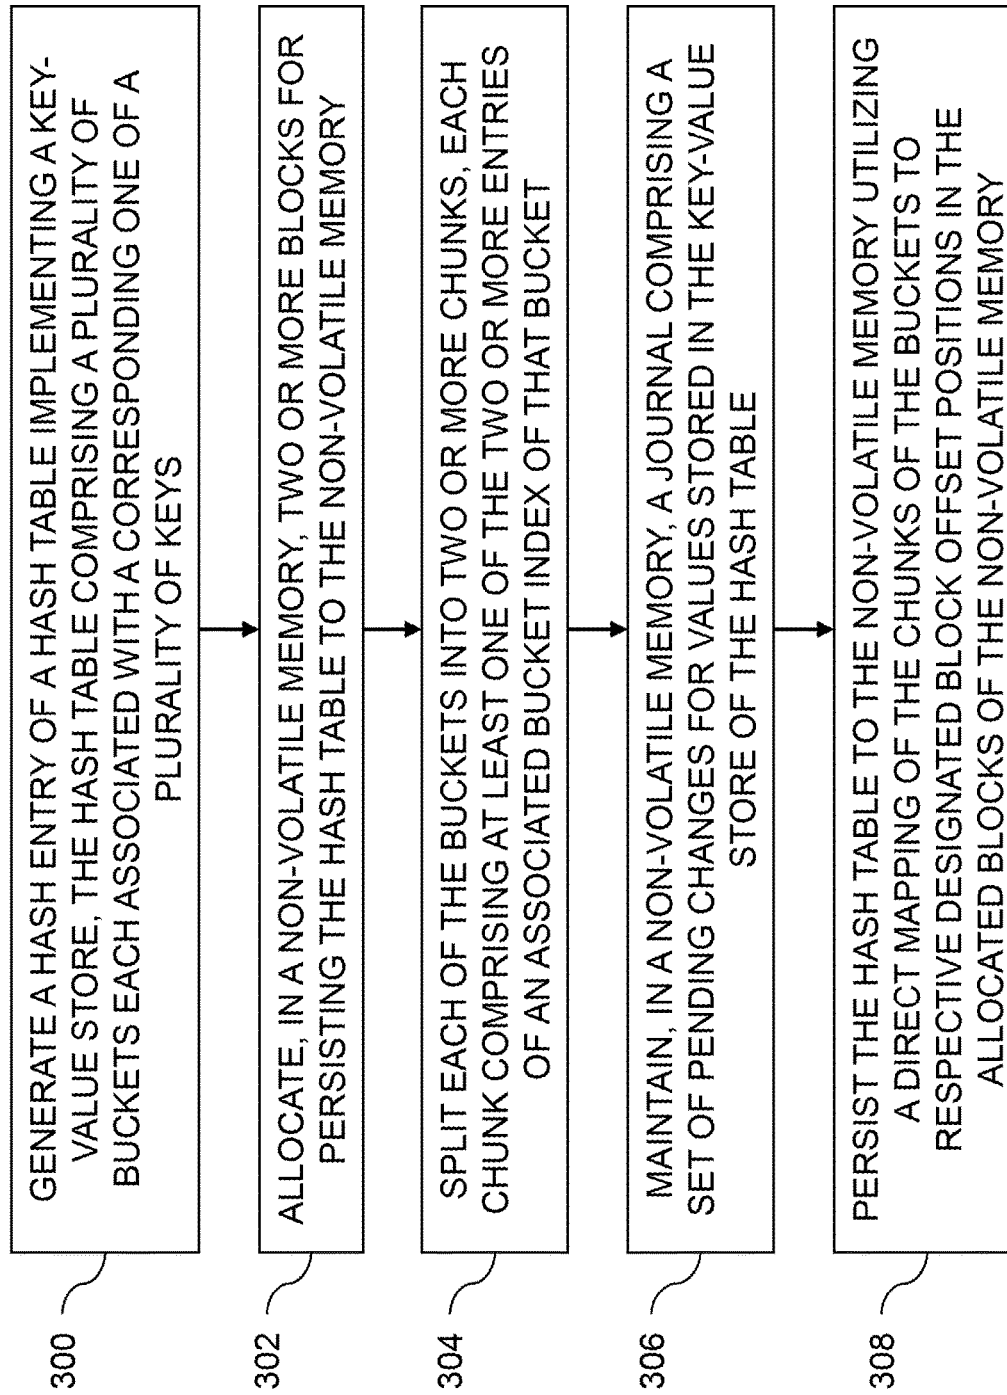 300
GENERATE A HASH ENTRY OF A HASH TABLE IMPLEMENTING A KEY-
VALUE STORE, THE HASH TABLE COMPRISING A PLURALITY OF
BUCKETS EACH ASSOCIATED WITH A CORRESPONDING ONE OF A
PLURALITY OF KEYS
302
ALLOCATE, IN A NON-VOLATILE MEMORY, TWO OR MORE BLOCKS FOR
PERSISTING THE HASH TABLE TO THE NON-VOLATILE MEMORY
304
SPLIT EACH OF THE BUCKETS INTO TWO OR MORE CHUNKS, EACH
CHUNK COMPRISING AT LEAST ONE OF THE TWO OR MORE ENTRIES
OF AN ASSOCIATED BUCKET INDEX OF THAT BUCKET
306
MAINTAIN, IN A NON-VOLATILE MEMORY, A JOURNAL COMPRISING A
SET OF PENDING CHANGES FOR VALUES STORED IN THE KEY-VALUE
STORE OF THE HASH TABLE
308
PERSIST THE HASH TABLE TO THE NON-VOLATILE MEMORY UTILIZING
A DIRECT MAPPING OF THE CHUNKS OF THE BUCKETS TO
RESPECTIVE DESIGNATED BLOCK OFFSET POSITIONS IN THE
ALLOCATED BLOCKS OF THE NON-VOLATILE MEMORY